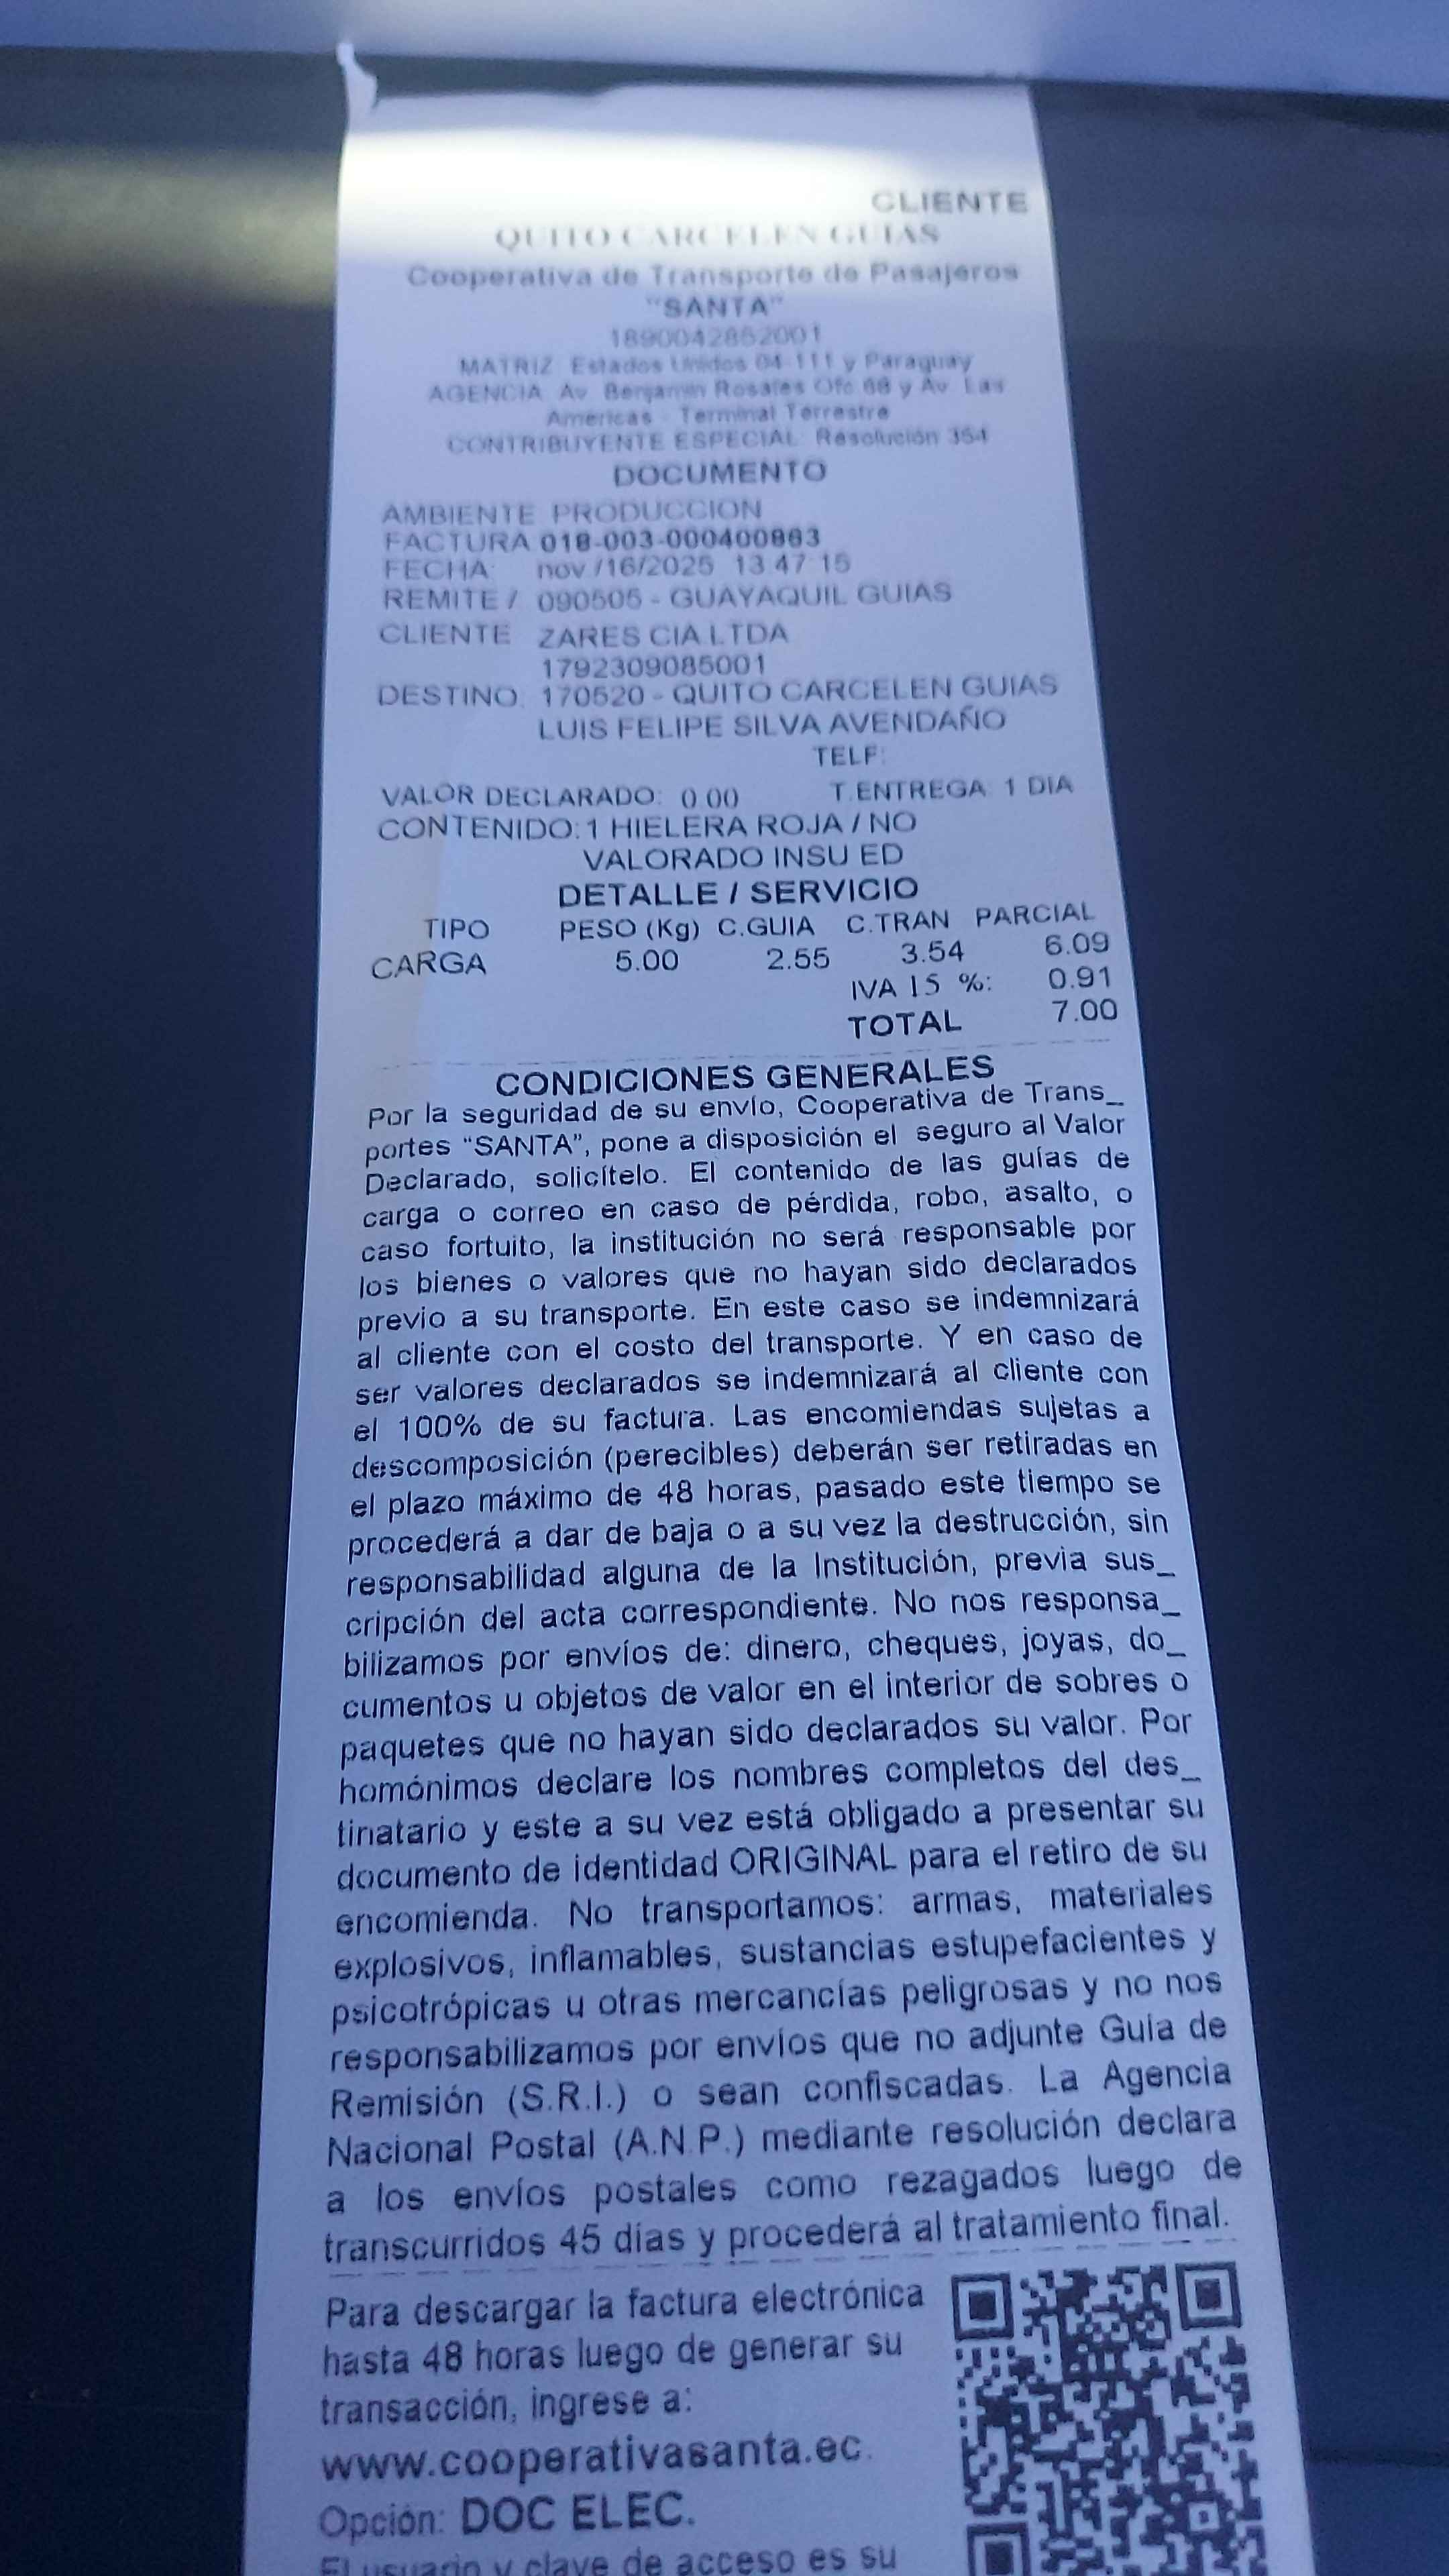 CLIENTE
QUITO CARCELEN GUIAS
Cooperativa de Transporte de Pasajeros
"SANTA"
1890042852001
MATRIZ Estados Unidos 04-111 y Paraguay
AGENCIA Av Benjamin Rosales Ofc 68 y Av Las
Americas - Terminal Terrestre
CONTRIBUYENTE ESPECIAL Resolución 354
DOCUMENTO
AMBIENTE PRODUCCION
FACTURA 018-003-000400863
FECHA: nov /16/2025 13 47 15
REMITE / 090505 - GUAYAQUIL GUIAS
CLIENTE ZARES CIA LTDA
1792309085001
DESTINO: 170520 - QUITO CARCELEN GUIAS
LUIS FELIPE SILVA AVENDAÑO
TELF:
VALOR DECLARADO: 0.00 T.ENTREGA 1 DIA
CONTENIDO: 1 HIELERA ROJA / NO
VALORADO INSU ED
DETALLE / SERVICIO
TIPO PESO (Kg) C.GUIA C.TRAN PARCIAL
CARGA 5.00 2.55 3.54 6.09
IVA 15 %: 0.91
TOTAL 7.00
CONDICIONES GENERALES
Por la seguridad de su envío, Cooperativa de Trans_
portes “SANTA”, pone a disposición el seguro al Valor
Declarado, solicítelo. El contenido de las guías de
carga o correo en caso de pérdida, robo, asalto, o
caso fortuito, la institución no será responsable por
los bienes o valores que no hayan sido declarados
previo a su transporte. En este caso se indemnizará
al cliente con el costo del transporte. Y en caso de
ser valores declarados se indemnizará al cliente con
el 100% de su factura. Las encomiendas sujetas a
descomposición (perecibles) deberán ser retiradas en
el plazo máximo de 48 horas, pasado este tiempo se
procederá a dar de baja o a su vez la destrucción, sin
responsabilidad alguna de la Institución, previa sus_
cripción del acta correspondiente. No nos responsa_
bilizamos por envíos de: dinero, cheques, joyas, do_
cumentos u objetos de valor en el interior de sobres o
paquetes que no hayan sido declarados su valor. Por
homónimos declare los nombres completos del des_
tinatario y este a su vez está obligado a presentar su
documento de identidad ORIGINAL para el retiro de su
encomienda. No transportamos: armas, materiales
explosivos, inflamables, sustancias estupefacientes y
psicotrópicas u otras mercancías peligrosas y no nos
responsabilizamos por envíos que no adjunte Guía de
Remisión (S.R.I.) o sean confiscadas. La Agencia
Nacional Postal (A.N.P.) mediante resolución declara
a los envíos postales como rezagados luego de
transcurridos 45 días y procederá al tratamiento final.
Para descargar la factura electrónica
hasta 48 horas luego de generar su
transacción, ingrese a:
www.cooperativasanta.ec.
Opción: DOC ELEC.
El usuario y clave de acceso es su